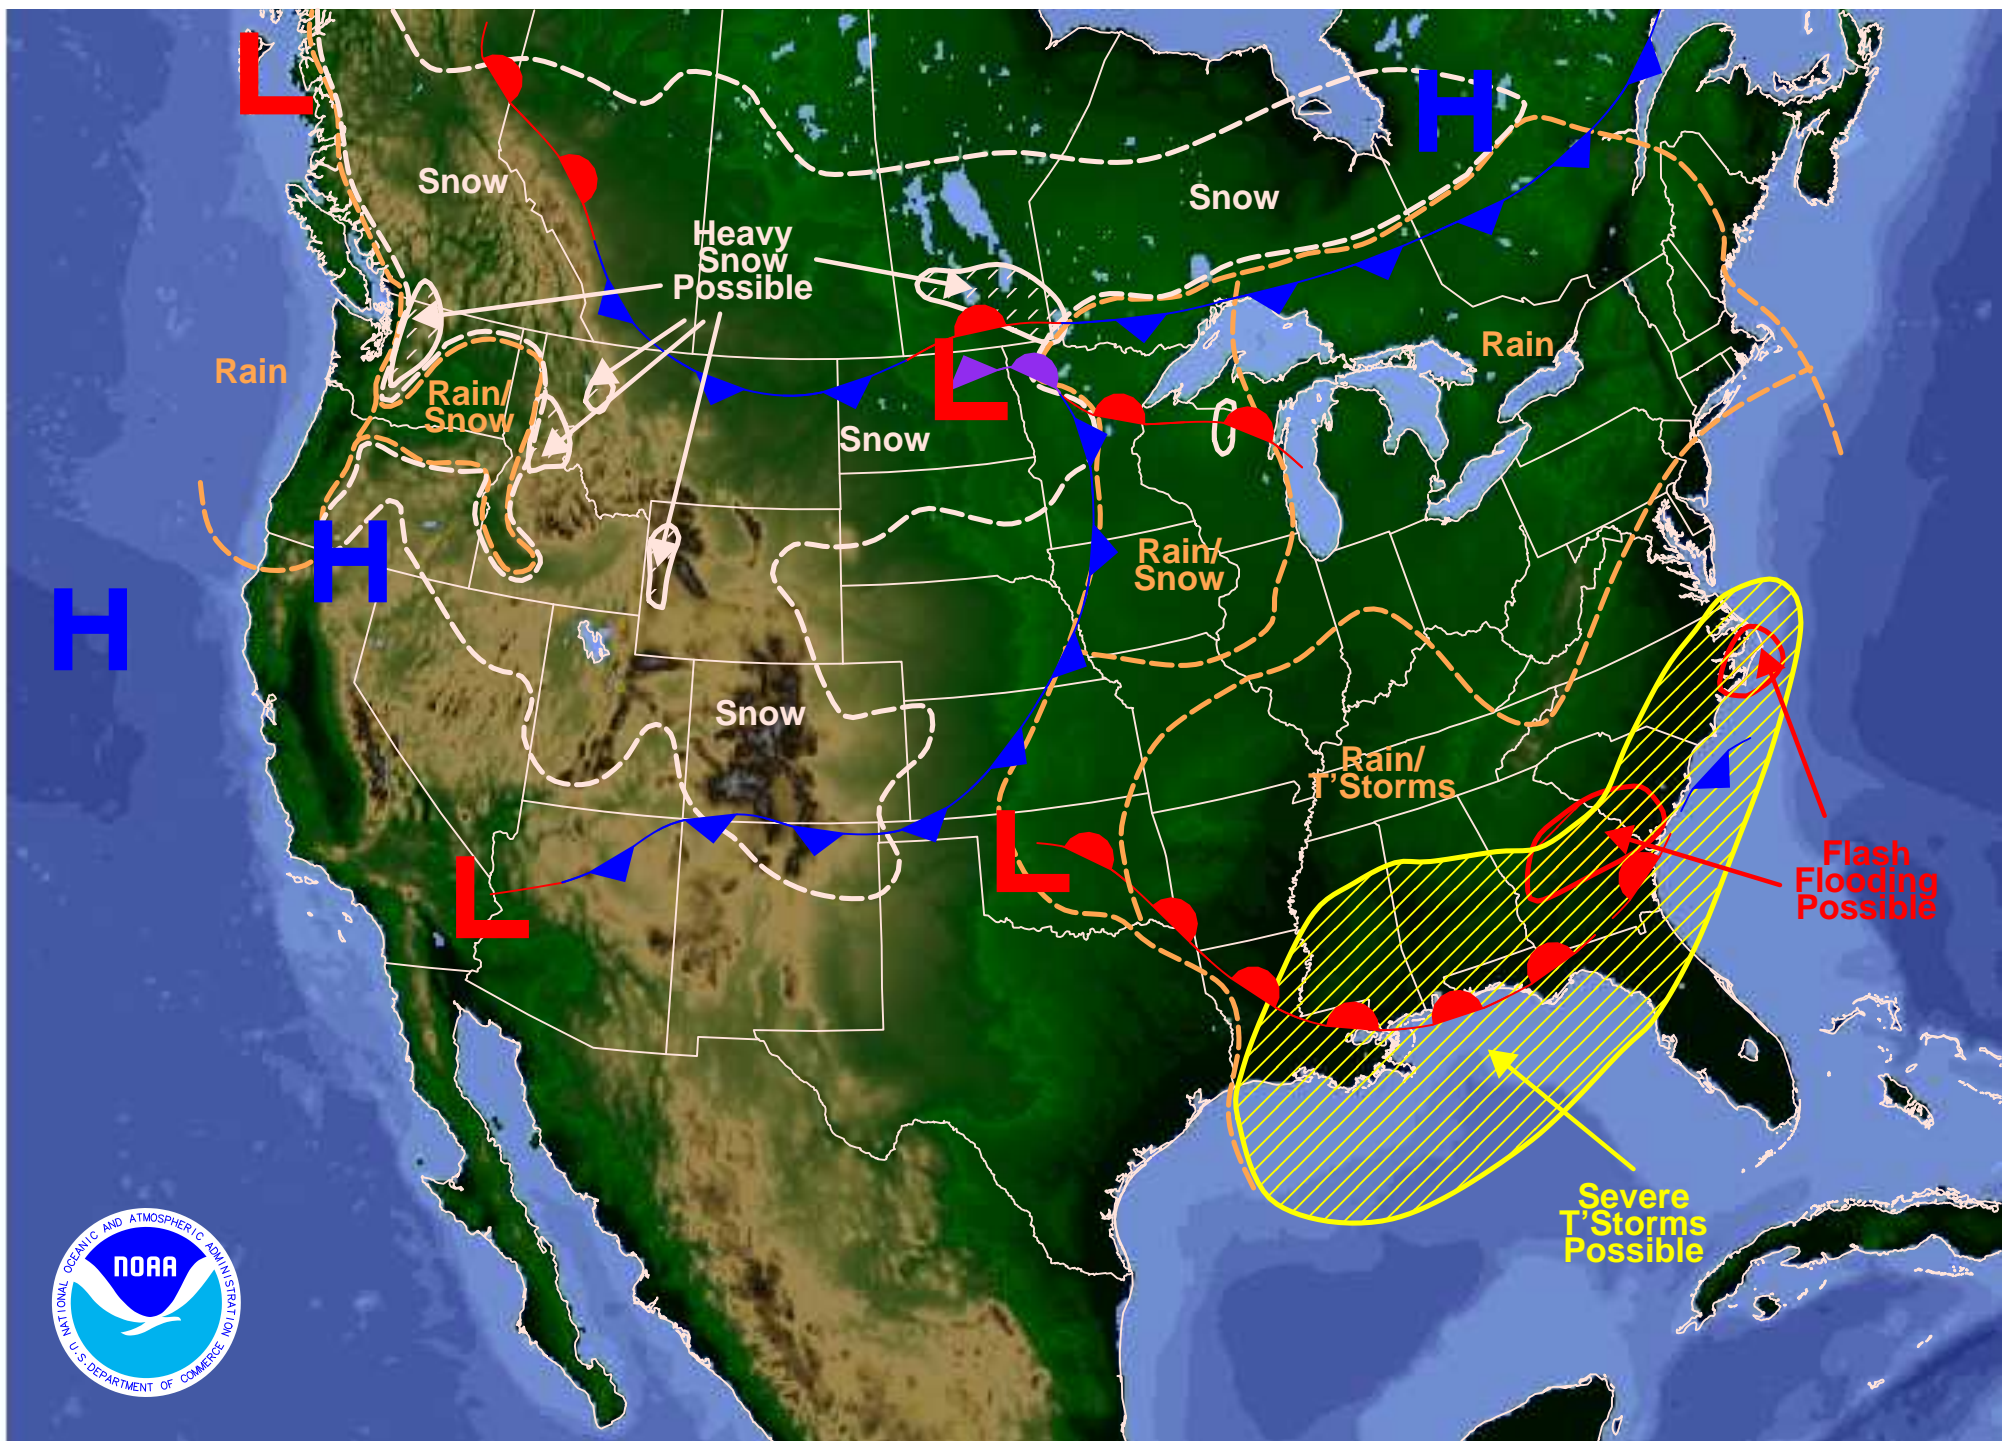 L
H
Snow
Snow
Heavy
Snow
Possible
Rain
Rain
L
Rain/
Snow
Snow
H
Rain/
Snow
H
Snow
Rain/
T'Storms
L
L
Flash
Flooding
Possible
Severe
T'Storms
Possible
NATIONAL OCEANIC AND ATMOSPHERIC ADMINISTRATION
NOAA
U.S. DEPARTMENT OF COMMERCE